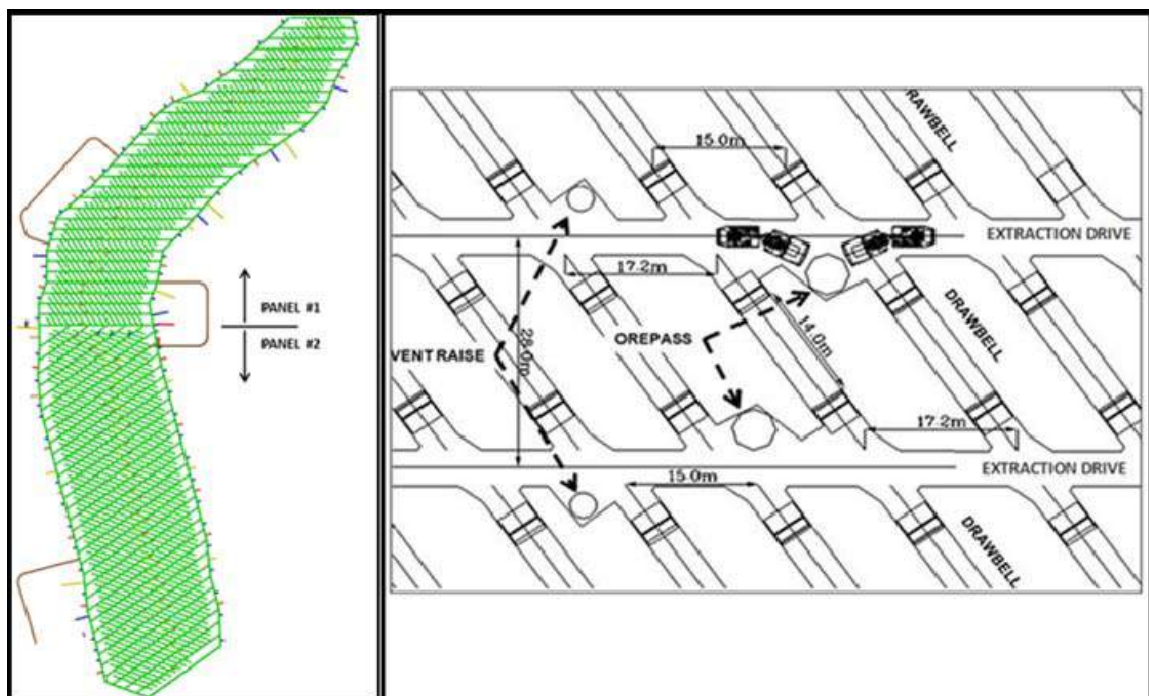 PANEL #1
PANEL #2
RAWBELL
15.0m
EXTRACTION DRIVE
17.2m
DRAWBELL
14.0m
OREPASS
VENT RAISE
28.0m
17.2m
EXTRACTION DRIVE
15.0m
DRAWBELL